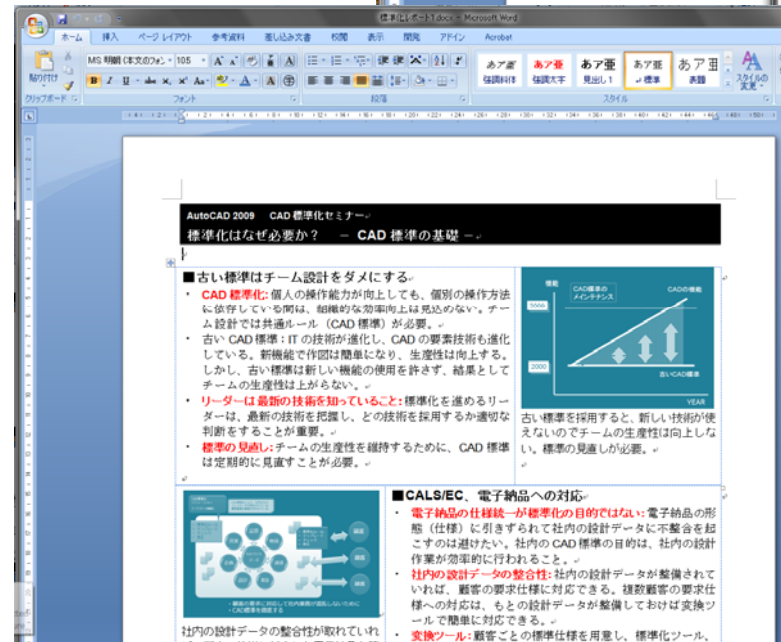 標準化レポート1.docx - Microsoft Word
ホーム 挿入 ページ レイアウト 参考資料 差し込み文書 校閲 表示 開発 アドイン Acrobat
MS 明朝 (本文のフォン 10.5
貼り付け
強調斜体 強調太字 見出し 1 標準 表題 スタイルの変更
クリップボード フォント 段落 スタイル
AutoCAD 2009 CAD 標準化セミナー
標準化はなぜ必要か？ － CAD 標準の基礎 －
■古い標準はチーム設計をダメにする
・ CAD 標準化: 個人の操作能力が向上しても、個別の操作方法
に依存している間は、組織的な効率向上は見込めない。チー
ム設計では共通ルール（CAD 標準）が必要。
・ 古い CAD 標準：IT の技術が進化し、CAD の要素技術も進化
している。新機能で作図は簡単になり、生産性は向上する。
しかし、古い標準は新しい機能の使用を許さず、結果として
チームの生産性は上がらない。
・ リーダーは最新の技術を知っていること: 標準化を進めるリー
ダーは、最新の技術を把握し、どの技術を採用するか適切な
判断をすることが重要。
・ 標準の見直し: チームの生産性を維持するために、CAD 標準
は定期的に見直すことが必要。
機能
CAD標準の
メインテナンス
CADの機能
2000
古いCAD標準
YEAR
古い標準を採用すると、新しい技術が使
えないのでチームの生産性は向上しな
い。標準の見直しが必要。
・顧客の要求に対応して社内業務が混乱しないために
・CAD標準を徹底する
社内の設計データの整合性が取れていれ
■CALS/EC、電子納品への対応
・ 電子納品の仕様統一が標準化の目的ではない: 電子納品の形
態（仕様）に引きずられて社内の設計データに不整合を起
こすのは避けたい。社内の CAD 標準の目的は、社内の設計
作業が効率的に行われること。
・ 社内の設計データの整合性: 社内の設計データが整備されて
いれば、顧客の要求仕様に対応できる。複数顧客の要求仕
様への対応は、もとの設計データが整備しておけば変換ツ
ールで簡単に対応できる。
・ 変換ツール: 顧客ごとの標準仕様を用意し、標準化ツール、